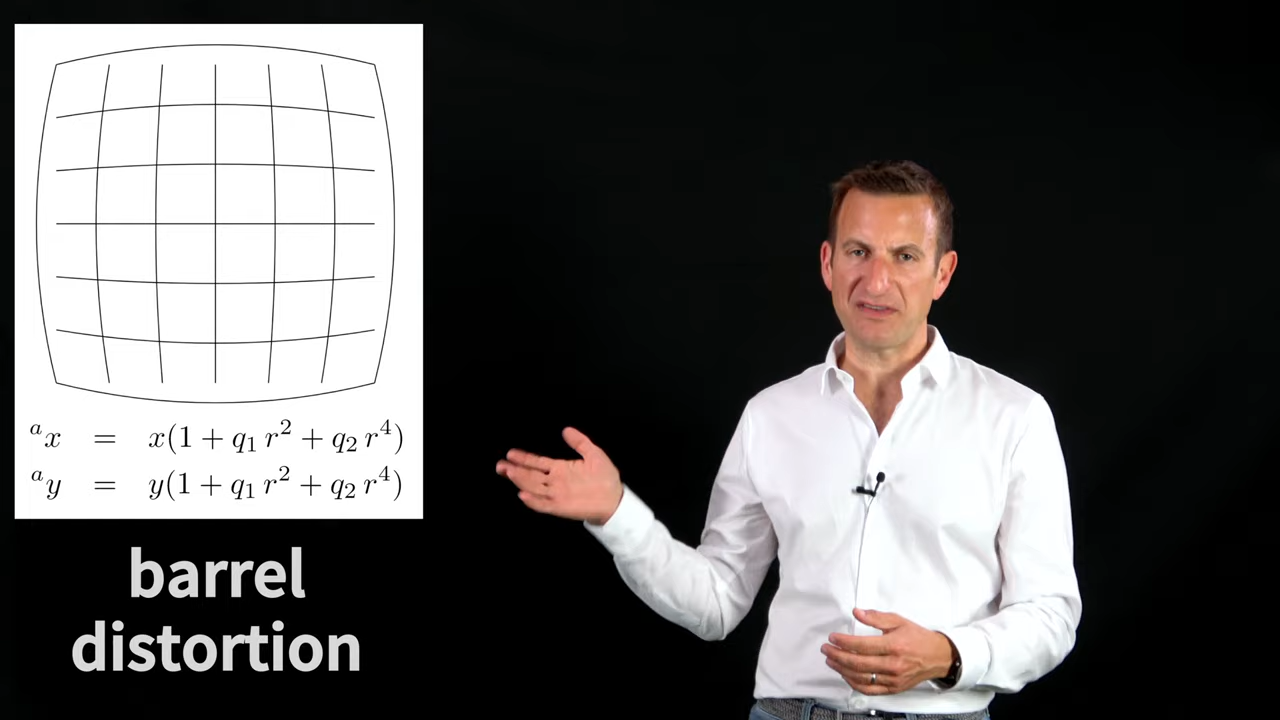 ᵃx = x(1 + q₁ r² + q₂ r⁴)
ᵃy = y(1 + q₁ r² + q₂ r⁴)
barrel
distortion